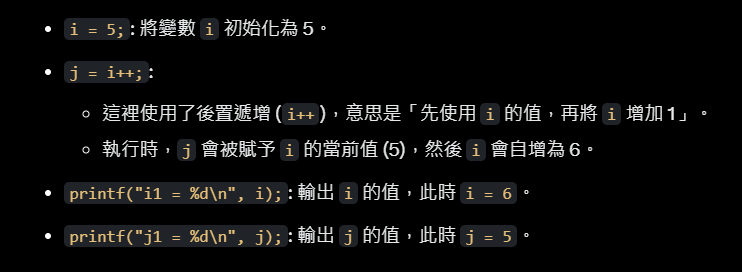 i = 5;: 將變數 i 初始化為 5。
j = i++;:
這裡使用了後置遞增 (i++),意思是「先使用 i 的值,再將 i 增加 1」。
執行時,j 會被賦予 i 的當前值 (5),然後 i 會自增為 6。
printf("i1 = %d\n", i);: 輸出 i 的值,此時 i = 6。
printf("j1 = %d\n", j);: 輸出 j 的值,此時 j = 5。